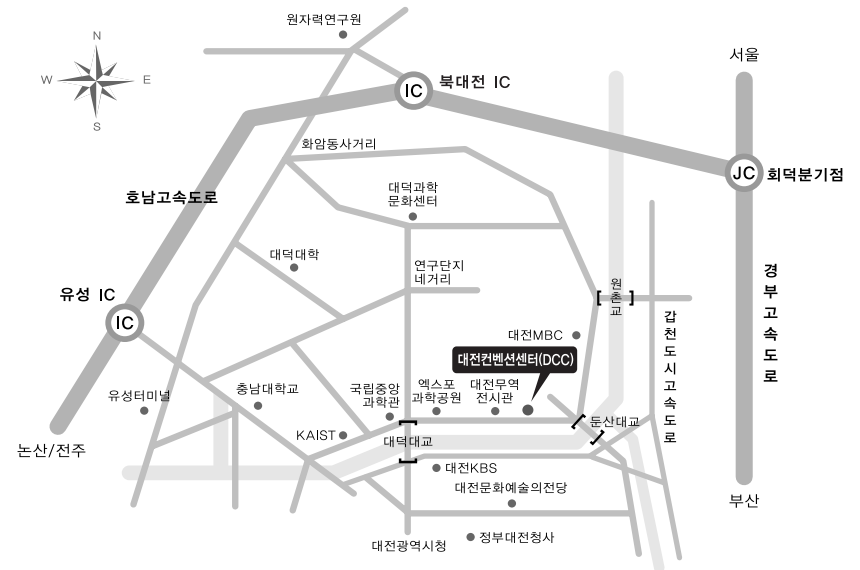 원자력연구원
N
W
E
S
서울
북대전 IC
IC
화암동사거리
JC
회덕분기점
대덕과학
문화센터
호남고속도로
대덕대학
연구단지
네거리
유성 IC
IC
원촌교
경부고속도로
갑천도시고속도로
대전MBC
대전컨벤션센터(DCC)
유성터미널
충남대학교
국립중앙
과학관
엑스포
과학공원
대전무역
전시관
둔산대교
KAIST
대덕대교
논산/전주
대전KBS
대전문화예술의전당
부산
대전광역시청
정부대전청사